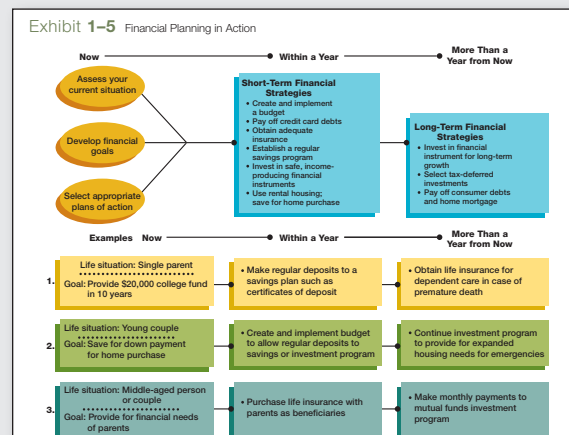 Exhibit 1–5 Financial Planning in Action
Now
Within a Year
More Than a
Year from Now
Assess your
current situation
Develop financial
goals
Select appropriate
plans of action
Short-Term Financial
Strategies
• Create and implement
a budget
• Pay off credit card debts
• Obtain adequate
insurance
• Establish a regular
savings program
• Invest in safe, income-
producing financial
instruments
• Use rental housing;
save for home purchase
Long-Term Financial
Strategies
• Invest in financial
instrument for long-term
growth
• Select tax-deferred
investments
• Pay off consumer debts
and home mortgage
Examples Now
Within a Year
More Than a
Year from Now
1.
Life situation: Single parent
Goal: Provide $20,000 college fund
in 10 years
• Make regular deposits to a
savings plan such as
certificates of deposit
• Obtain life insurance for
dependent care in case of
premature death
2.
Life situation: Young couple
Goal: Save for down payment
for home purchase
• Create and implement budget
to allow regular deposits to
savings or investment program
• Continue investment program
to provide for expanded
housing needs for emergencies
3.
Life situation: Middle-aged person
or couple
Goal: Provide for financial needs
of parents
• Purchase life insurance with
parents as beneficiaries
• Make monthly payments to
mutual funds investment
program